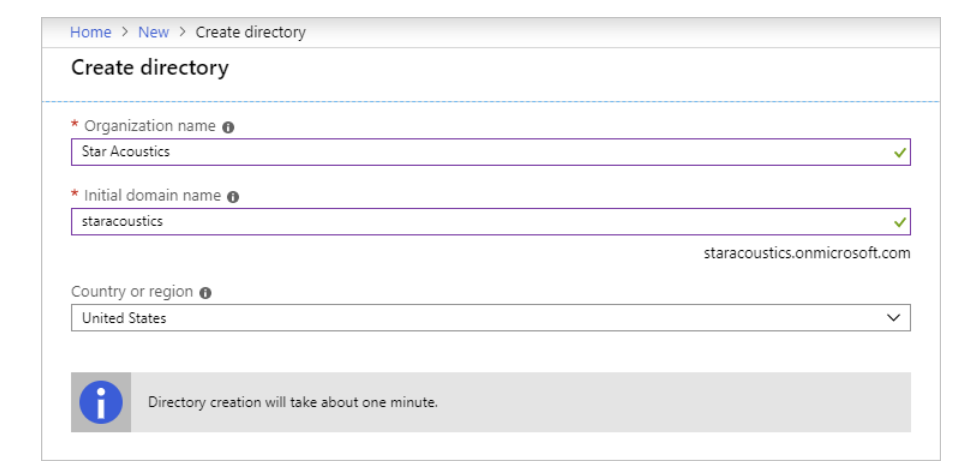 Home > New > Create directory
Create directory
* Organization name
Star Acoustics
* Initial domain name
staracoustics
staracoustics.onmicrosoft.com
Country or region
United States
Directory creation will take about one minute.